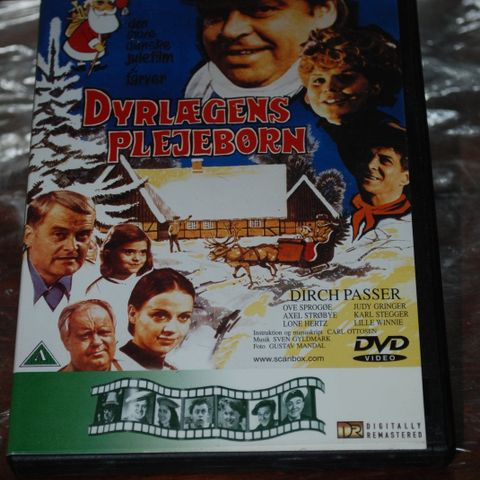 den
store
danske
julefilm
i
farver
DYRLÆGENS
PLEJEBØRN
DIRCH PASSER
OVE SPROGØE JUDY GRINGER
AXEL STRØBYE KARL STEGGER
LONE HERTZ LILLE WINNIE
Instruktion og manuskript CARL OTTOSEN
Musik SVEN GYLDMARK
Foto GUSTAV MANDAL
www.scanbox.com
DVD
VIDEO
A
DR DIGITALLY
REMASTERED